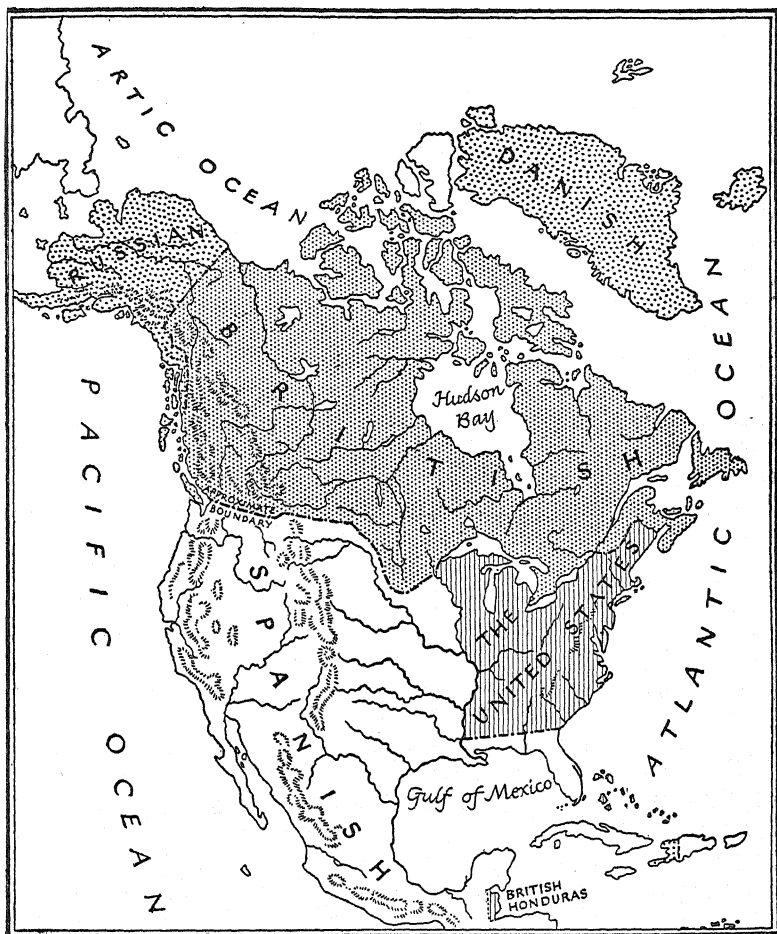 ARTIC OCEAN
DANISH
RUSSIAN
BRITISH
Hudson
Bay
PACIFIC OCEAN
ATLANTIC OCEAN
APPROXIMATE
BOUNDARY
SPANISH
THE
UNITED STATES
Gulf of Mexico
BRITISH
HONDURAS